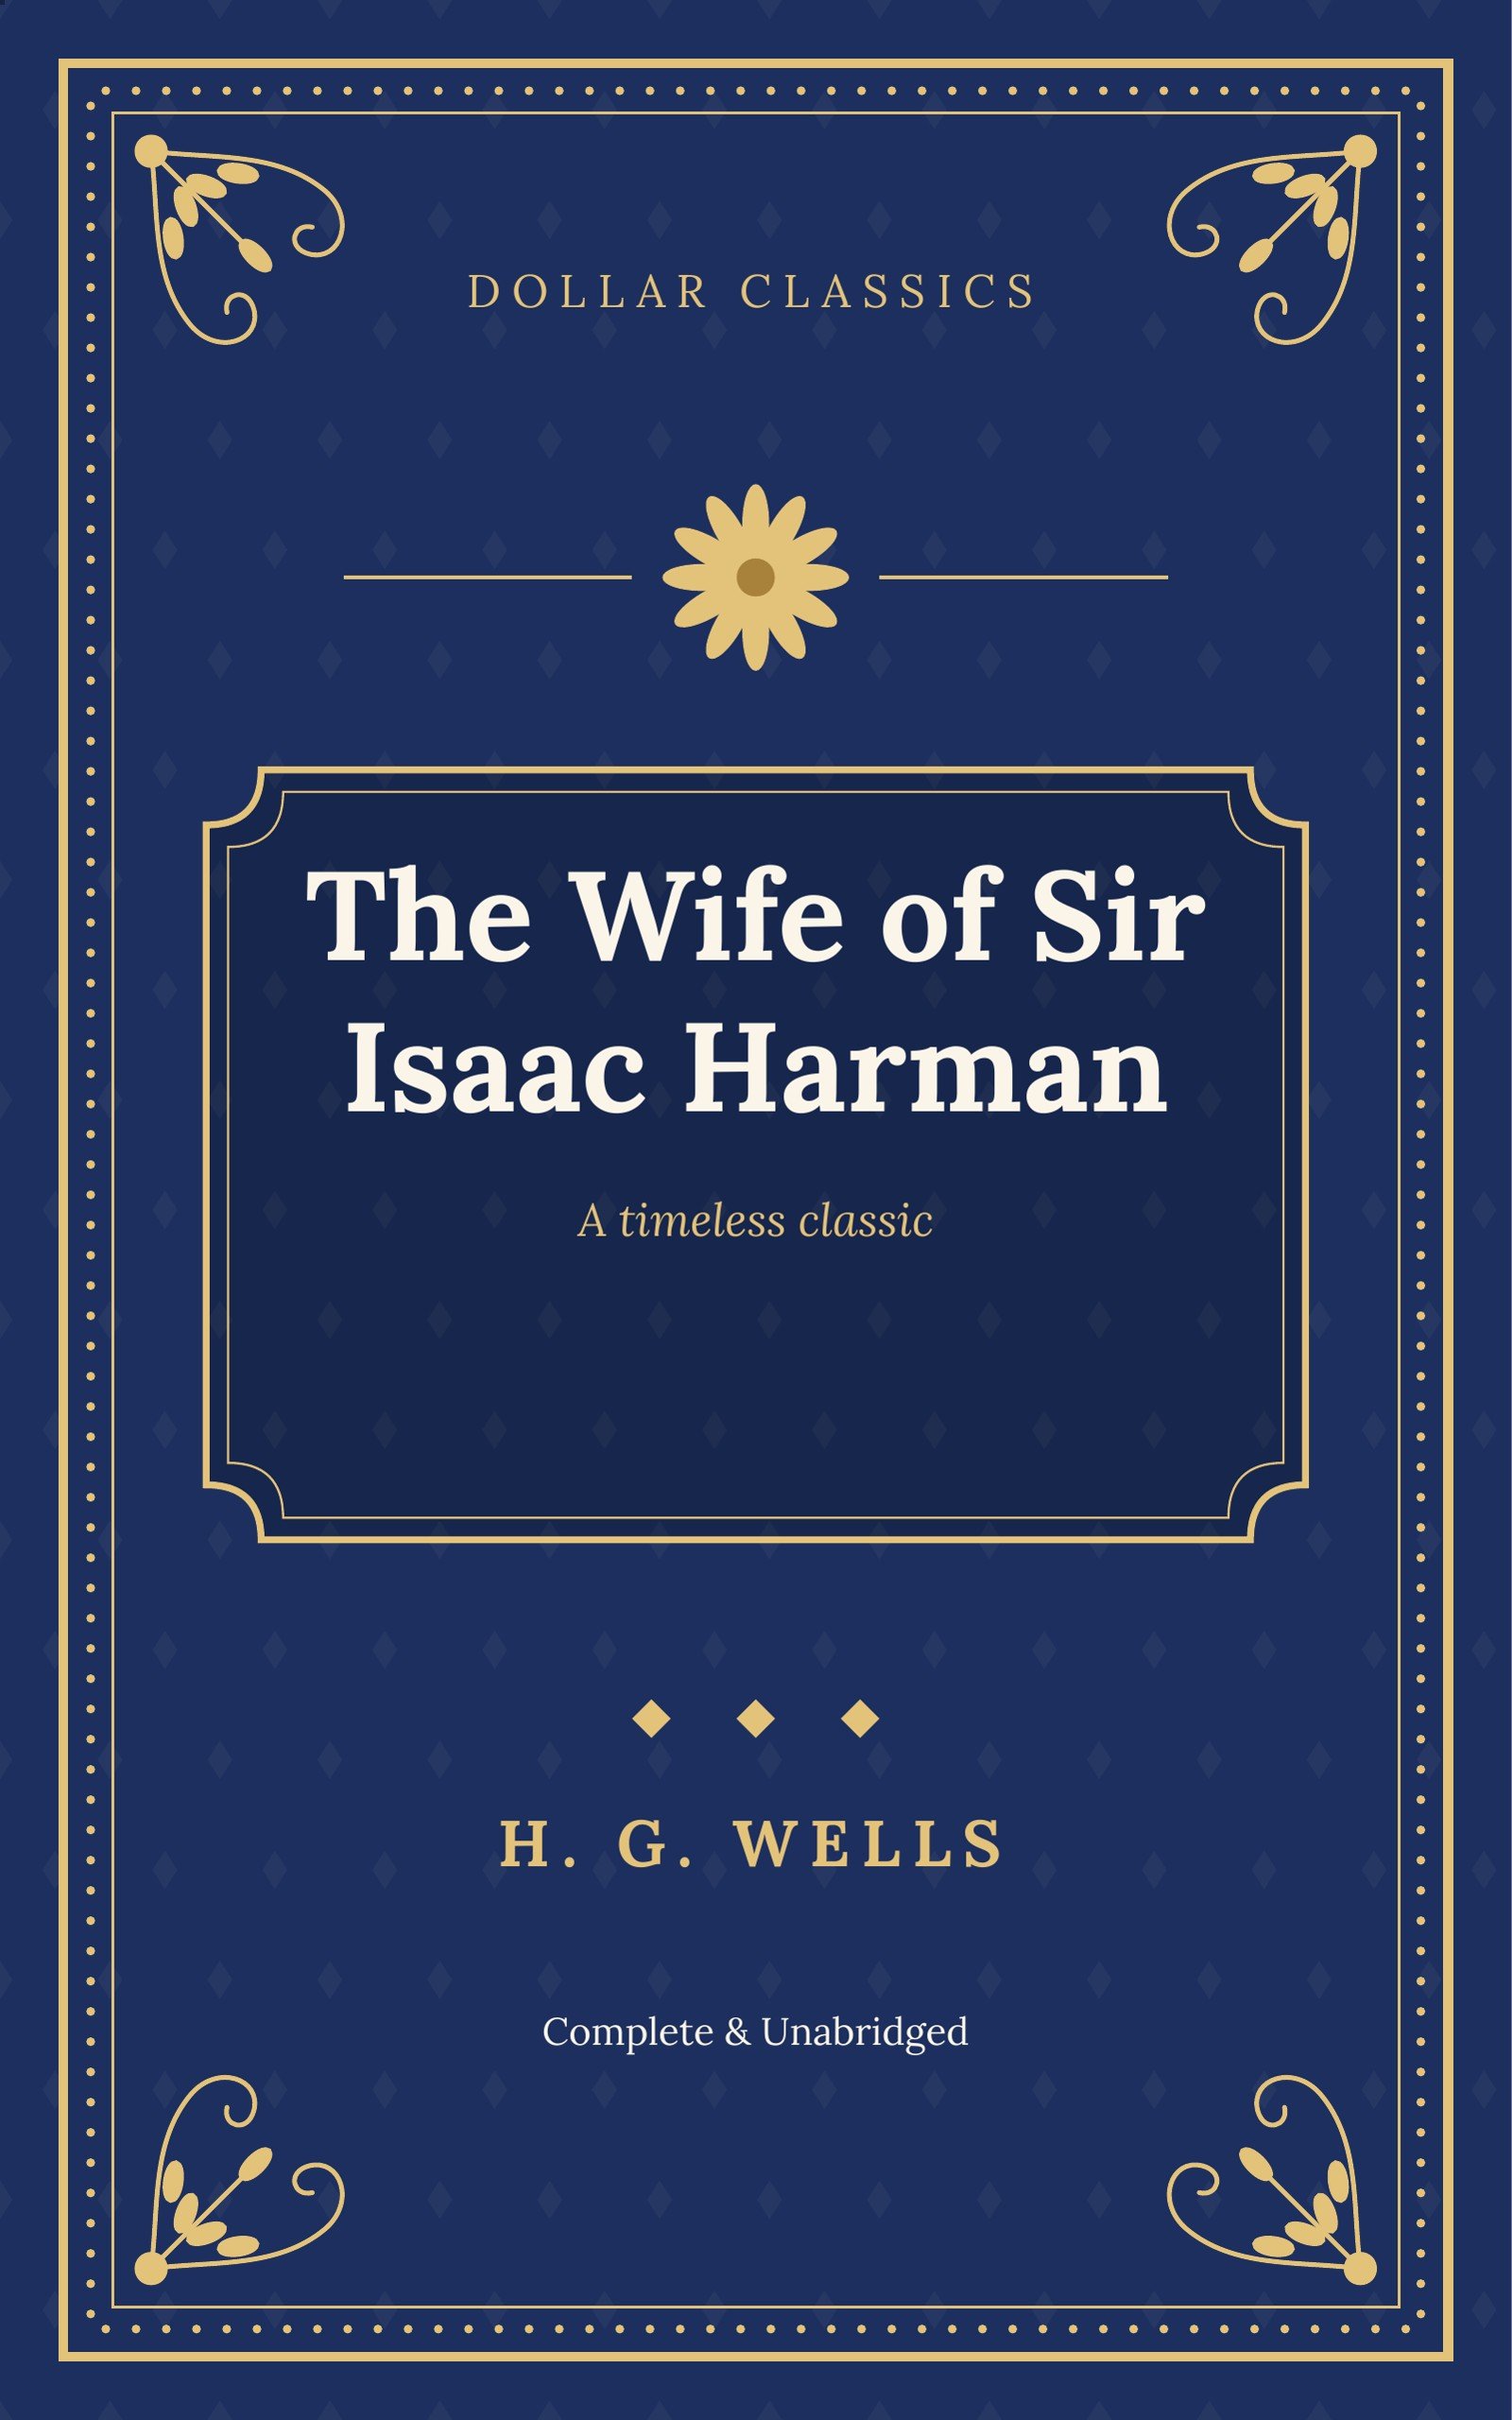 DOLLAR CLASSICS
The Wife of Sir
Isaac Harman
A timeless classic
H. G. WELLS
Complete & Unabridged